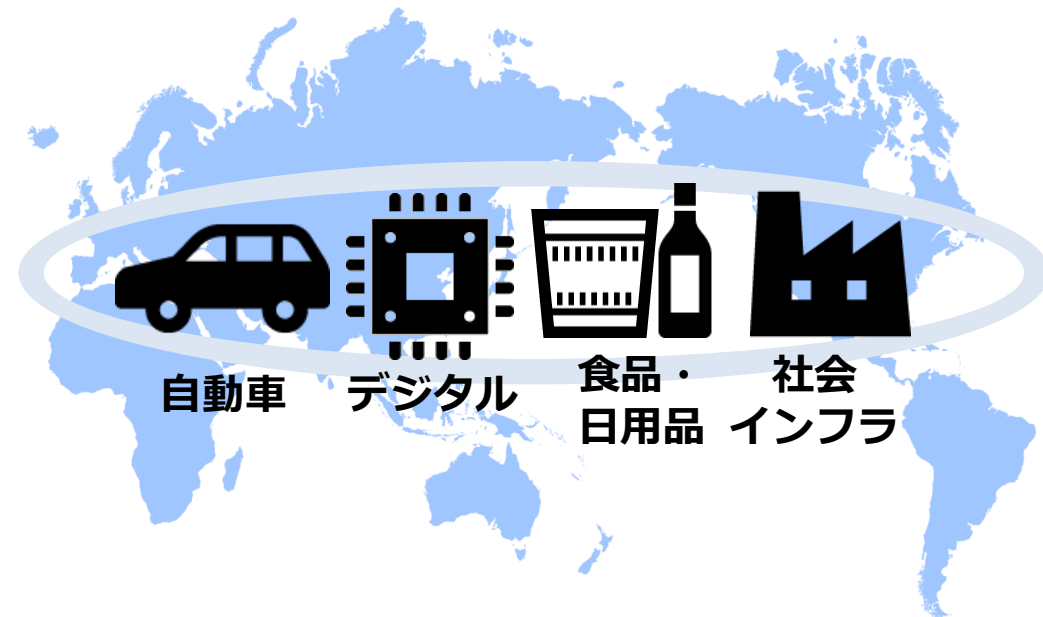 自動車
デジタル
食品・
日用品
社会
インフラ